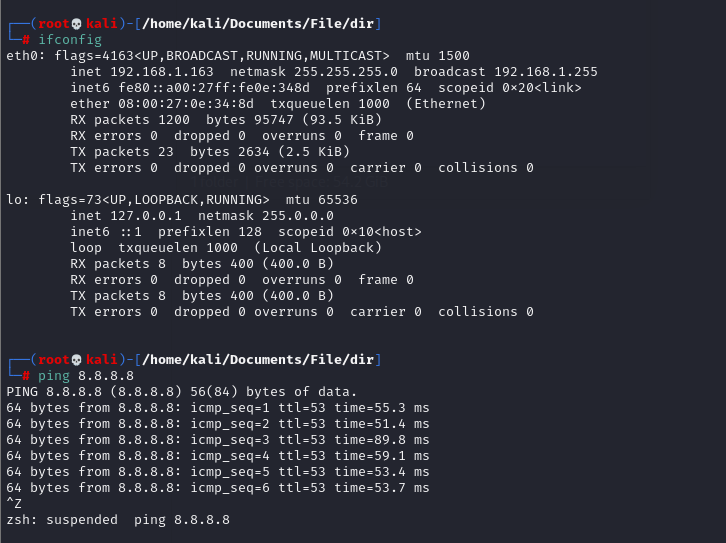 ┌──(root💀kali)-[/home/kali/Documents/File/dir]
└─# ifconfig
eth0: flags=4163<UP,BROADCAST,RUNNING,MULTICAST>  mtu 1500
        inet 192.168.1.163  netmask 255.255.255.0  broadcast 192.168.1.255
        inet6 fe80::a00:27ff:fe0e:348d  prefixlen 64  scopeid 0×20<link>
        ether 08:00:27:0e:34:8d  txqueuelen 1000  (Ethernet)
        RX packets 1200  bytes 95747 (93.5 KiB)
        RX errors 0  dropped 0  overruns 0  frame 0
        TX packets 23  bytes 2634 (2.5 KiB)
        TX errors 0  dropped 0 overruns 0  carrier 0  collisions 0
lo: flags=73<UP,LOOPBACK,RUNNING>  mtu 65536
        inet 127.0.0.1  netmask 255.0.0.0
        inet6 ::1  prefixlen 128  scopeid 0×10<host>
        loop  txqueuelen 1000  (Local Loopback)
        RX packets 8  bytes 400 (400.0 B)
        RX errors 0  dropped 0  overruns 0  frame 0
        TX packets 8  bytes 400 (400.0 B)
        TX errors 0  dropped 0 overruns 0  carrier 0  collisions 0
┌──(root💀kali)-[/home/kali/Documents/File/dir]
└─# ping 8.8.8.8
PING 8.8.8.8 (8.8.8.8) 56(84) bytes of data.
64 bytes from 8.8.8.8: icmp_seq=1 ttl=53 time=55.3 ms
64 bytes from 8.8.8.8: icmp_seq=2 ttl=53 time=51.4 ms
64 bytes from 8.8.8.8: icmp_seq=3 ttl=53 time=89.8 ms
64 bytes from 8.8.8.8: icmp_seq=4 ttl=53 time=59.1 ms
64 bytes from 8.8.8.8: icmp_seq=5 ttl=53 time=53.4 ms
64 bytes from 8.8.8.8: icmp_seq=6 ttl=53 time=53.7 ms
^Z
zsh: suspended  ping 8.8.8.8